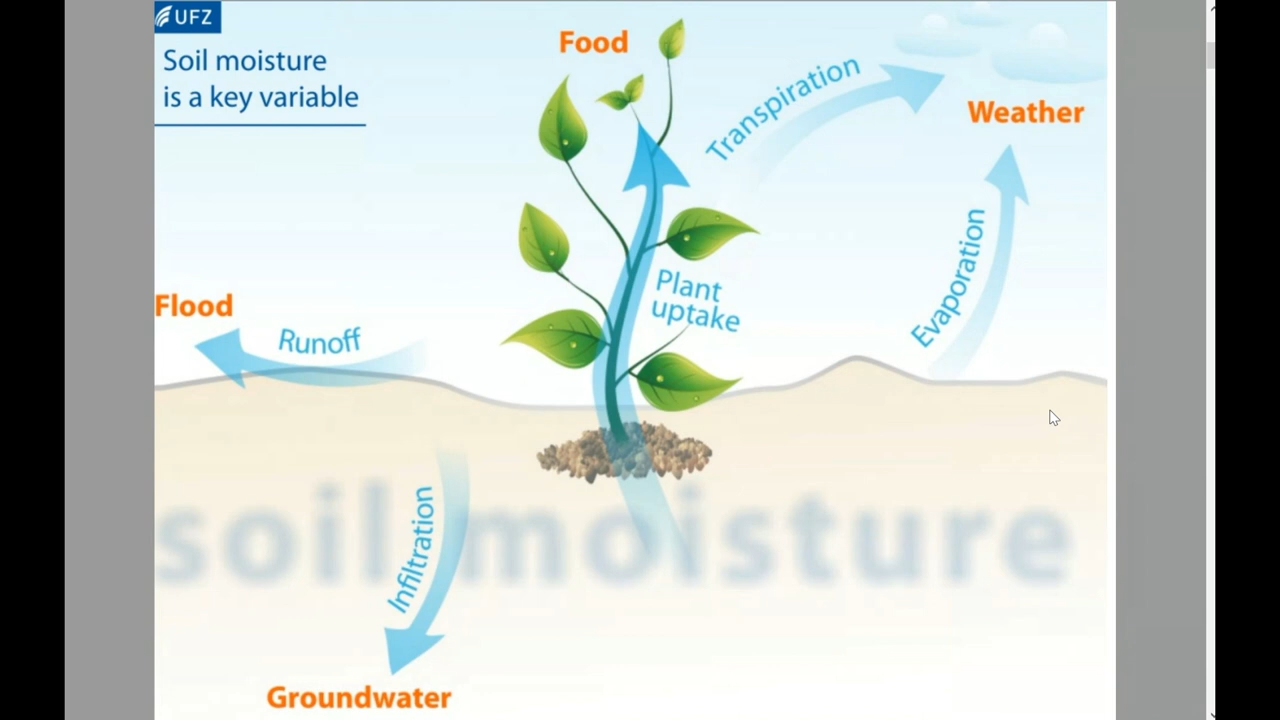 UFZ
Soil moisture
is a key variable
Food
Transpiration
Weather
Evaporation
Plant
uptake
Flood
Runoff
soil moisture
Infiltration
Groundwater